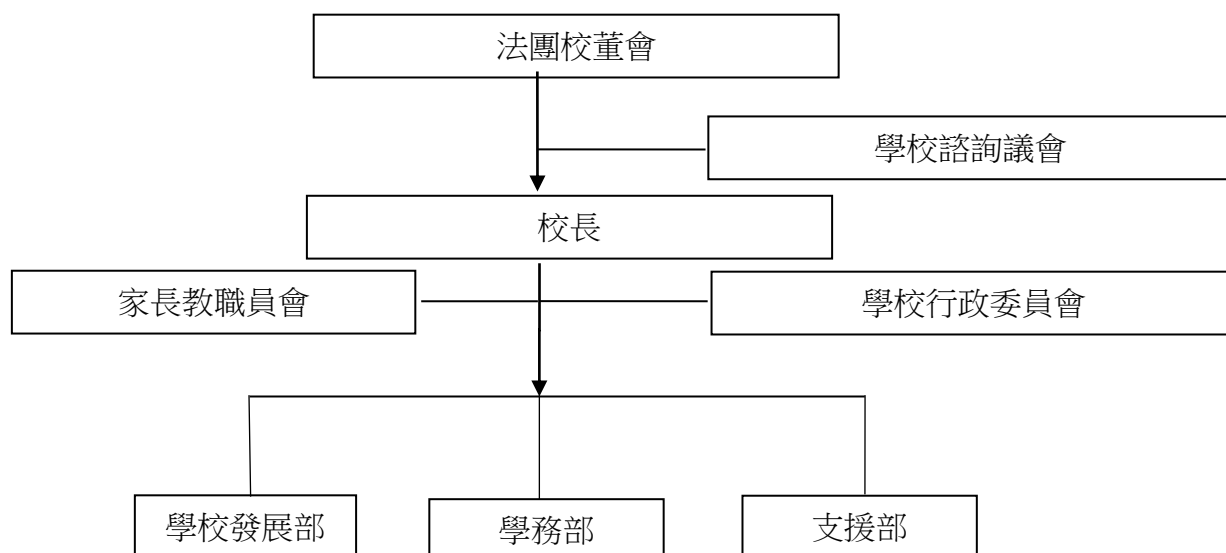 法團校董會
學校諮詢議會
校長
家長教職員會
學校行政委員會
學校發展部
學務部
支援部